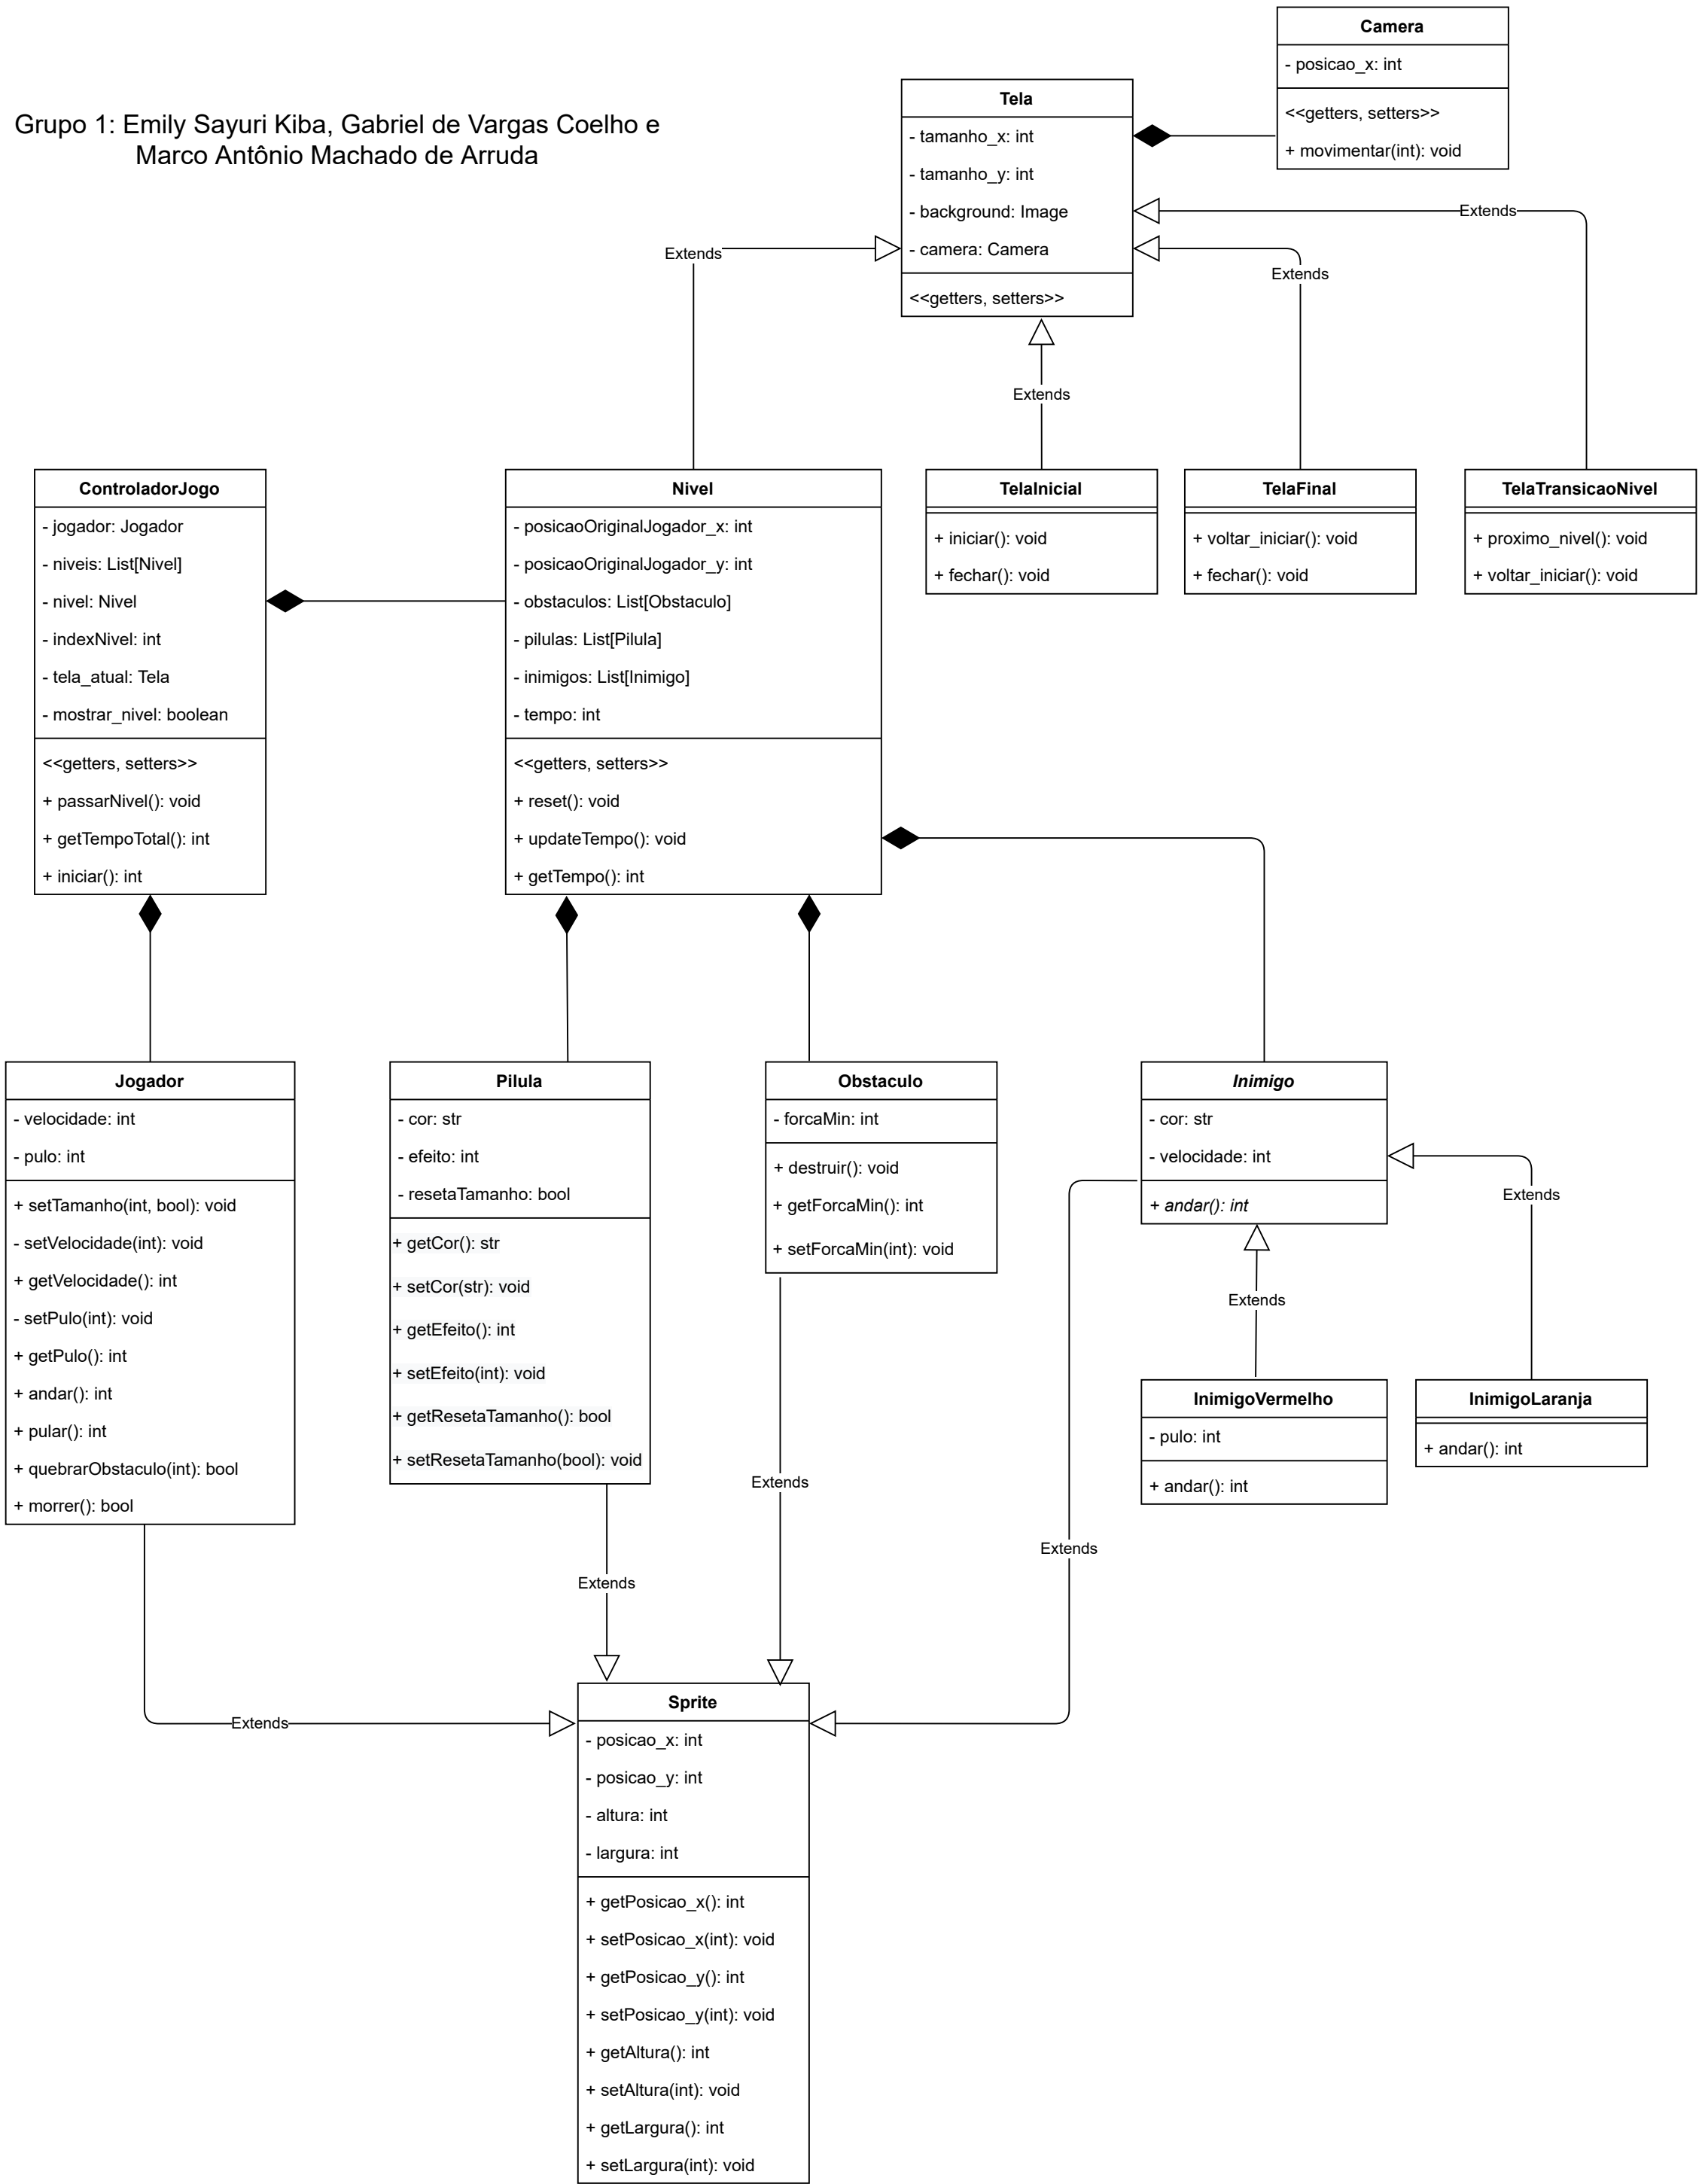 Grupo 1: Emily Sayuri Kiba, Gabriel de Vargas Coelho e
Marco Antônio Machado de Arruda
Camera
- posicao_x: int
<<getters, setters>>
+ movimentar(int): void
Tela
- tamanho_x: int
- tamanho_y: int
- background: Image
- camera: Camera
<<getters, setters>>
Extends
Extends
Extends
Extends
ControladorJogo
- jogador: Jogador
- niveis: List[Nivel]
- nivel: Nivel
- indexNivel: int
- tela_atual: Tela
- mostrar_nivel: boolean
<<getters, setters>>
+ passarNivel(): void
+ getTempoTotal(): int
+ iniciar(): int
Nivel
- posicaoOriginalJogador_x: int
- posicaoOriginalJogador_y: int
- obstaculos: List[Obstaculo]
- pilulas: List[Pilula]
- inimigos: List[Inimigo]
- tempo: int
<<getters, setters>>
+ reset(): void
+ updateTempo(): void
+ getTempo(): int
TelaInicial
+ iniciar(): void
+ fechar(): void
TelaFinal
+ voltar_iniciar(): void
+ fechar(): void
TelaTransicaoNivel
+ proximo_nivel(): void
+ voltar_iniciar(): void
Jogador
- velocidade: int
- pulo: int
+ setTamanho(int, bool): void
- setVelocidade(int): void
+ getVelocidade(): int
- setPulo(int): void
+ getPulo(): int
+ andar(): int
+ pular(): int
+ quebrarObstaculo(int): bool
+ morrer(): bool
Pilula
- cor: str
- efeito: int
- resetaTamanho: bool
+ getCor(): str
+ setCor(str): void
+ getEfeito(): int
+ setEfeito(int): void
+ getResetaTamanho(): bool
+ setResetaTamanho(bool): void
Obstaculo
- forcaMin: int
+ destruir(): void
+ getForcaMin(): int
+ setForcaMin(int): void
Inimigo
- cor: str
- velocidade: int
+ andar(): int
Extends
Extends
InimigoVermelho
- pulo: int
+ andar(): int
InimigoLaranja
+ andar(): int
Extends
Extends
Extends
Extends
Sprite
- posicao_x: int
- posicao_y: int
- altura: int
- largura: int
+ getPosicao_x(): int
+ setPosicao_x(int): void
+ getPosicao_y(): int
+ setPosicao_y(int): void
+ getAltura(): int
+ setAltura(int): void
+ getLargura(): int
+ setLargura(int): void